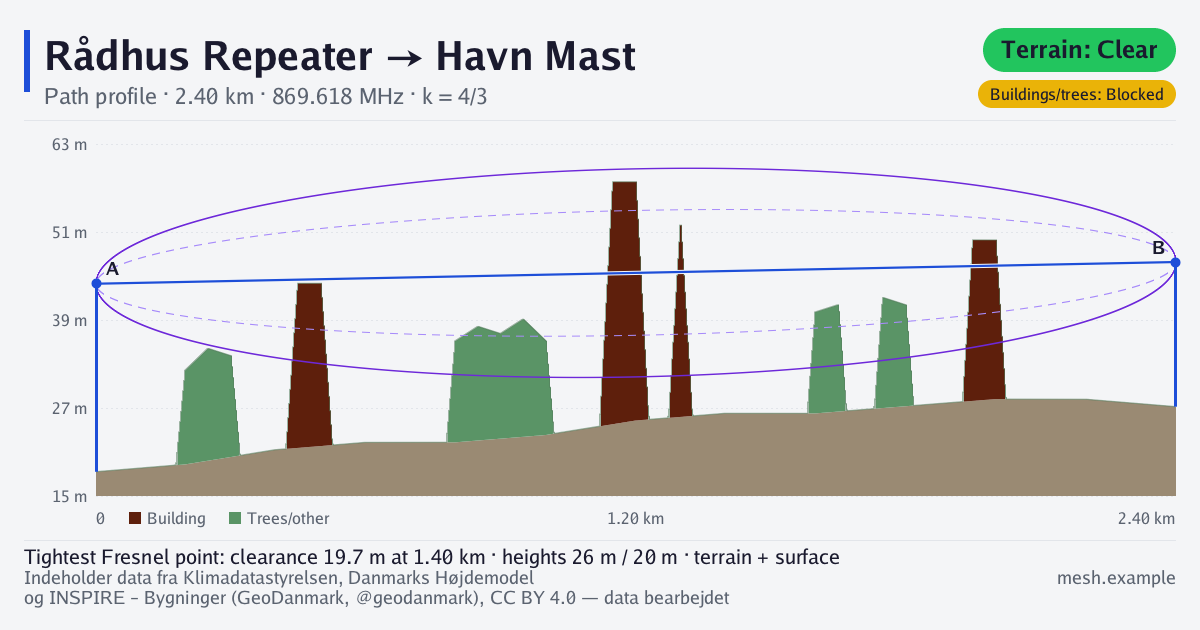 Rådhus Repeater → Havn Mast
Terrain: Clear
Path profile · 2.40 km · 869.618 MHz · k = 4/3
Buildings/trees: Blocked
63 m
51 m
39 m
27 m
15 m
A
B
0
Building
Trees/other
1.20 km
2.40 km
Tightest Fresnel point: clearance 19.7 m at 1.40 km · heights 26 m / 20 m · terrain + surface
Indeholder data fra Klimadatastyrelsen, Danmarks Højdemodel
mesh.example
og INSPIRE – Bygninger (GeoDanmark, @geodanmark), CC BY 4.0 — data bearbejdet